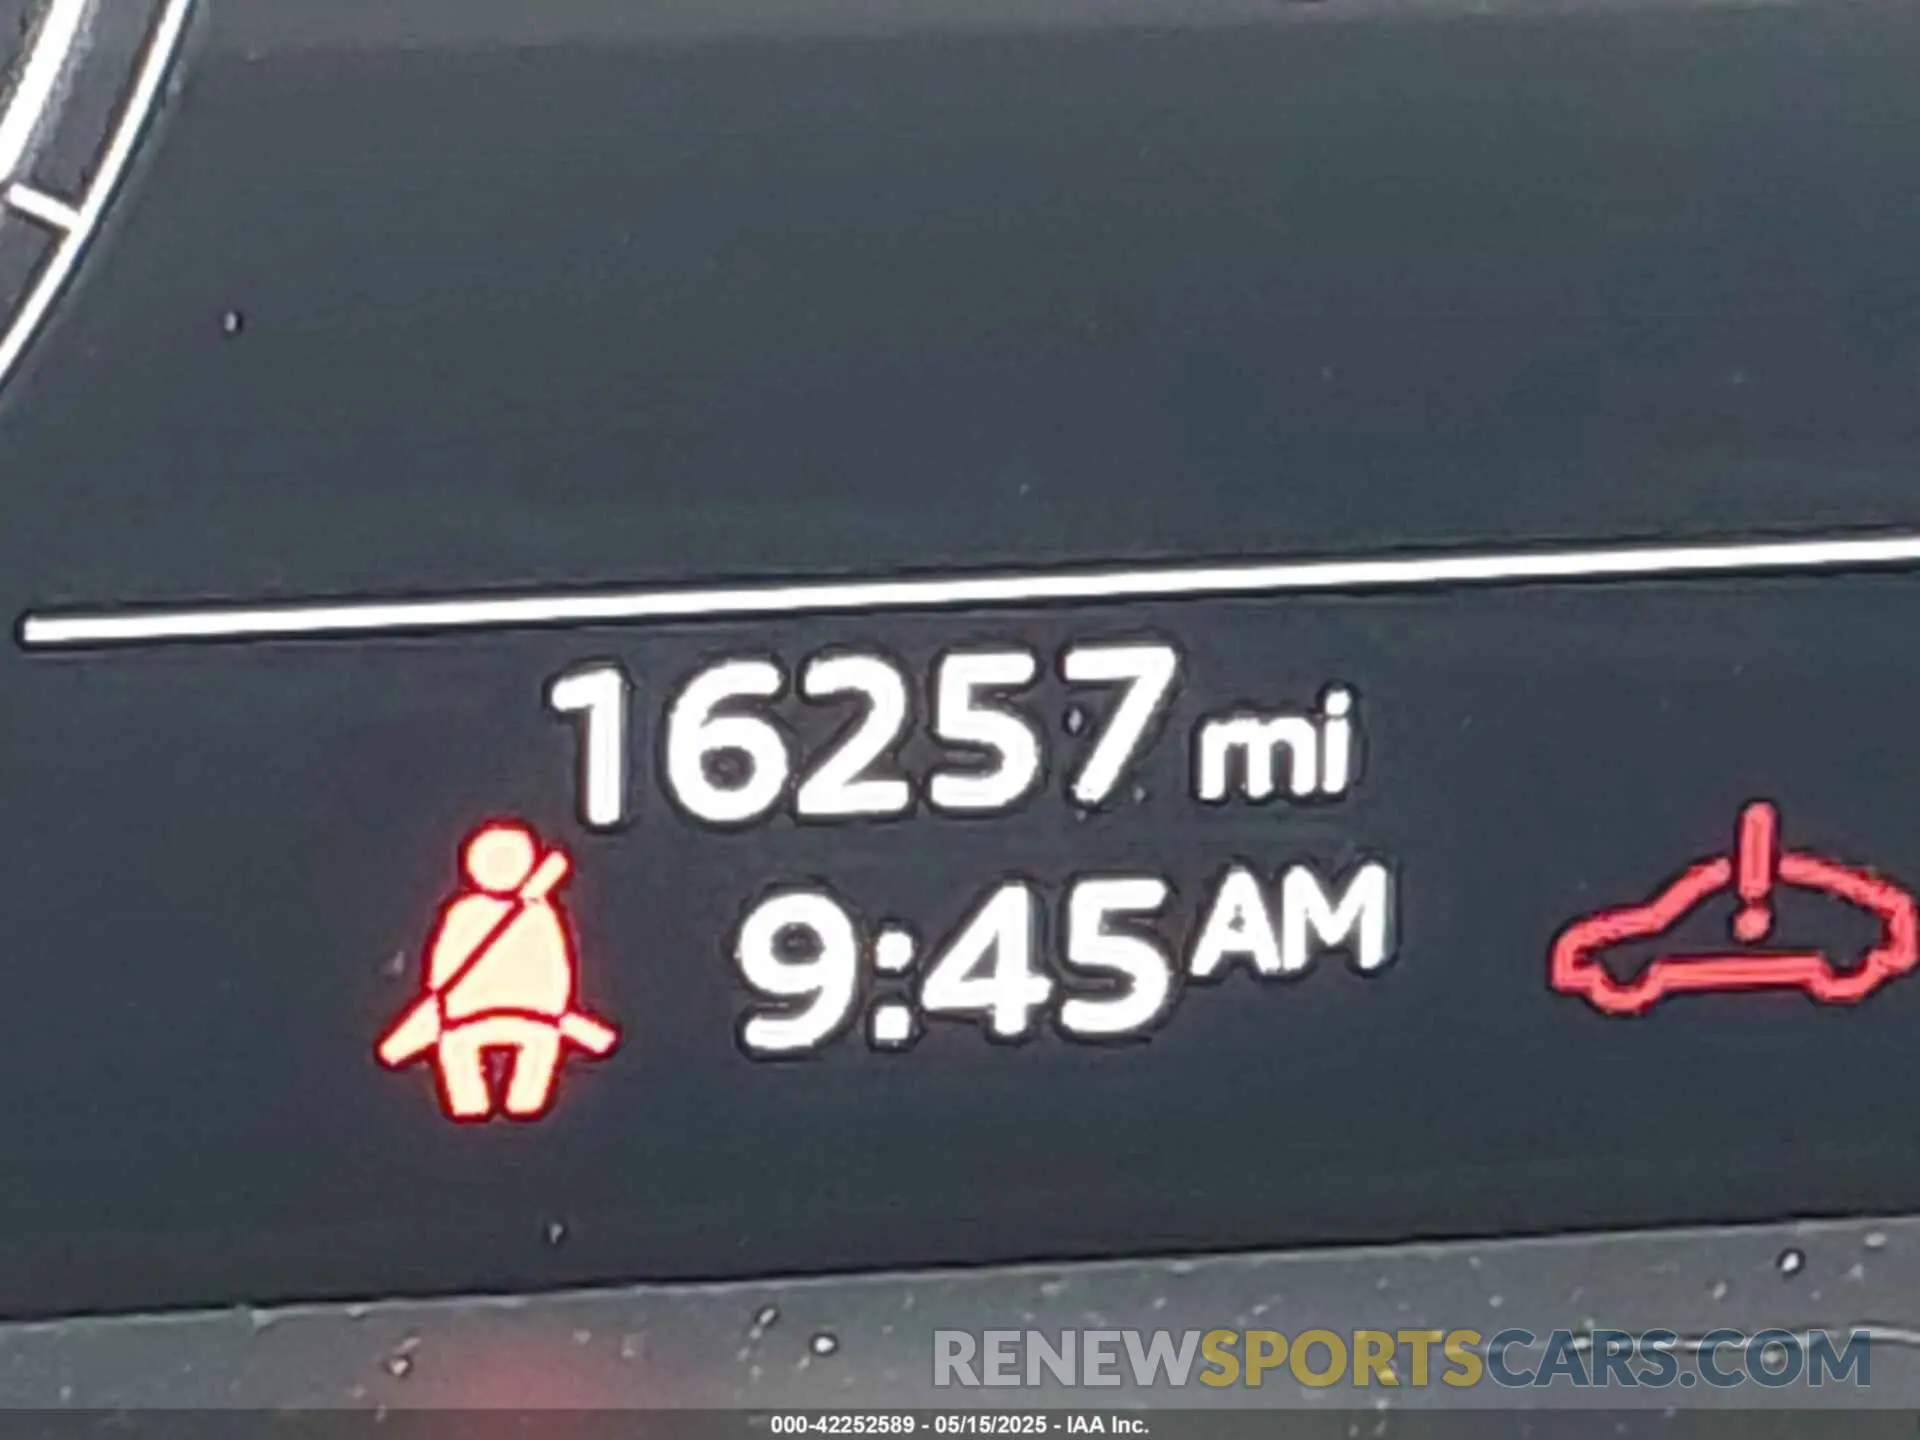 16257 mi
9:45 AM
RENEWSPORTSCARS.COM
000-42252589 - 05/15/2025 - IAA Inc.